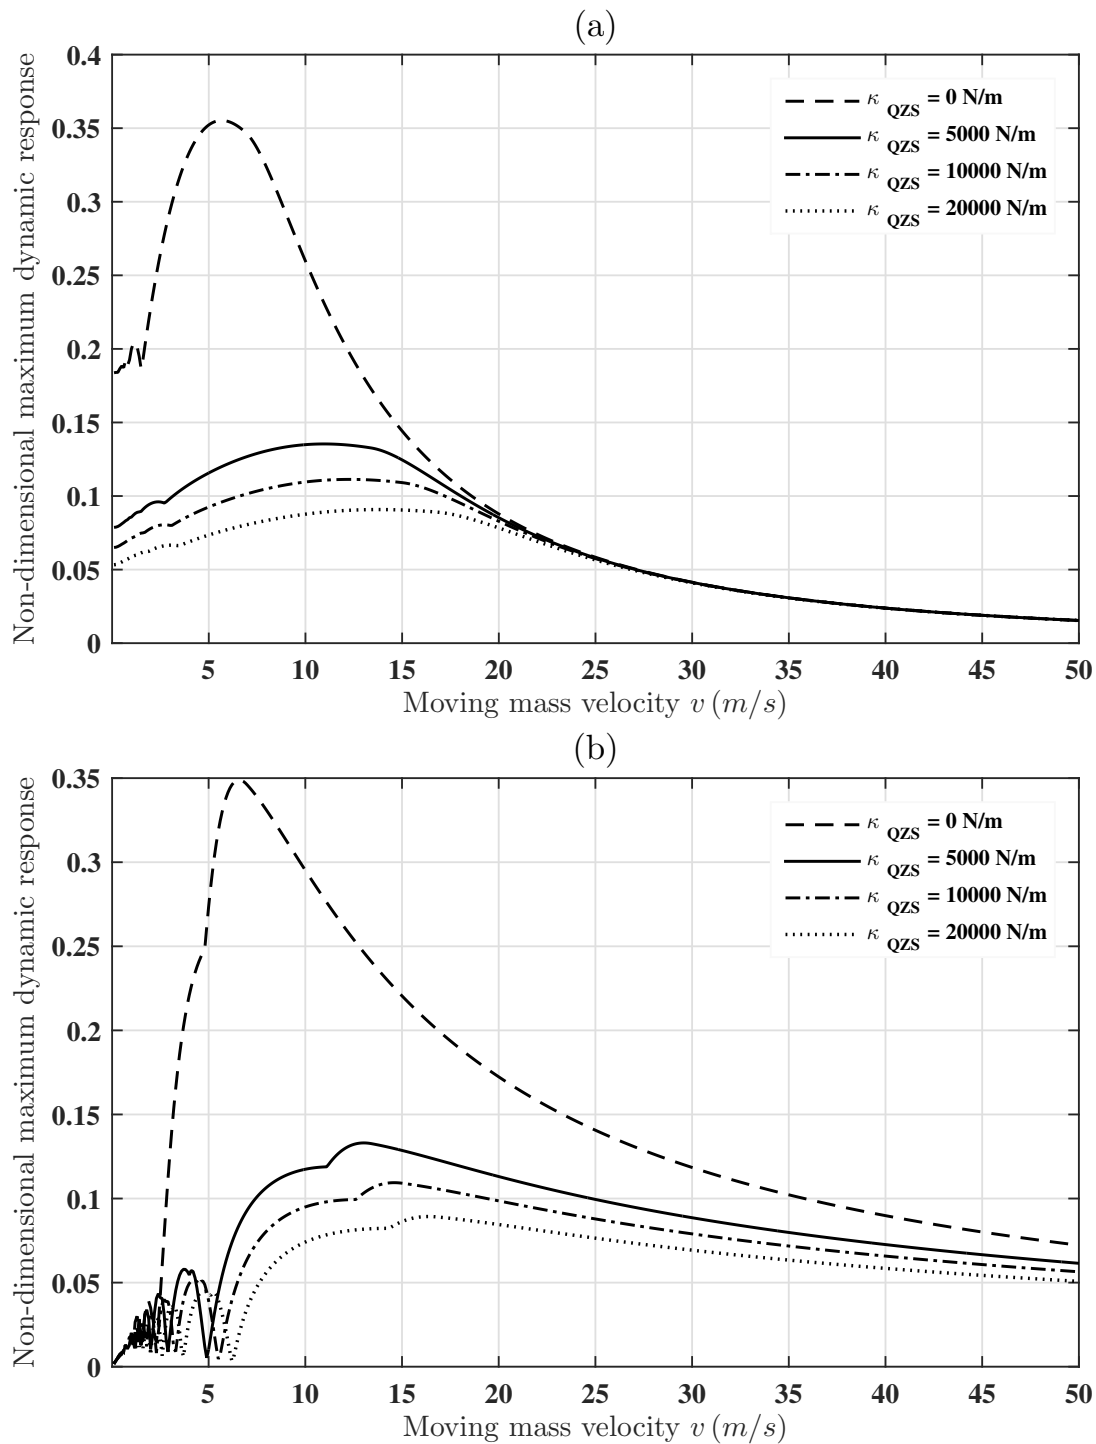 (a)
Non-dimensional maximum dynamic response
0.4
0.35
0.3
0.25
0.2
0.15
0.1
0.05
0
κ QZS = 0 N/m
κ QZS = 5000 N/m
κ QZS = 10000 N/m
κ QZS = 20000 N/m
5 10 15 20 25 30 35 40 45 50
Moving mass velocity v (m/s)
(b)
Non-dimensional maximum dynamic response
0.35
0.3
0.25
0.2
0.15
0.1
0.05
0
κ QZS = 0 N/m
κ QZS = 5000 N/m
κ QZS = 10000 N/m
κ QZS = 20000 N/m
5 10 15 20 25 30 35 40 45 50
Moving mass velocity v (m/s)